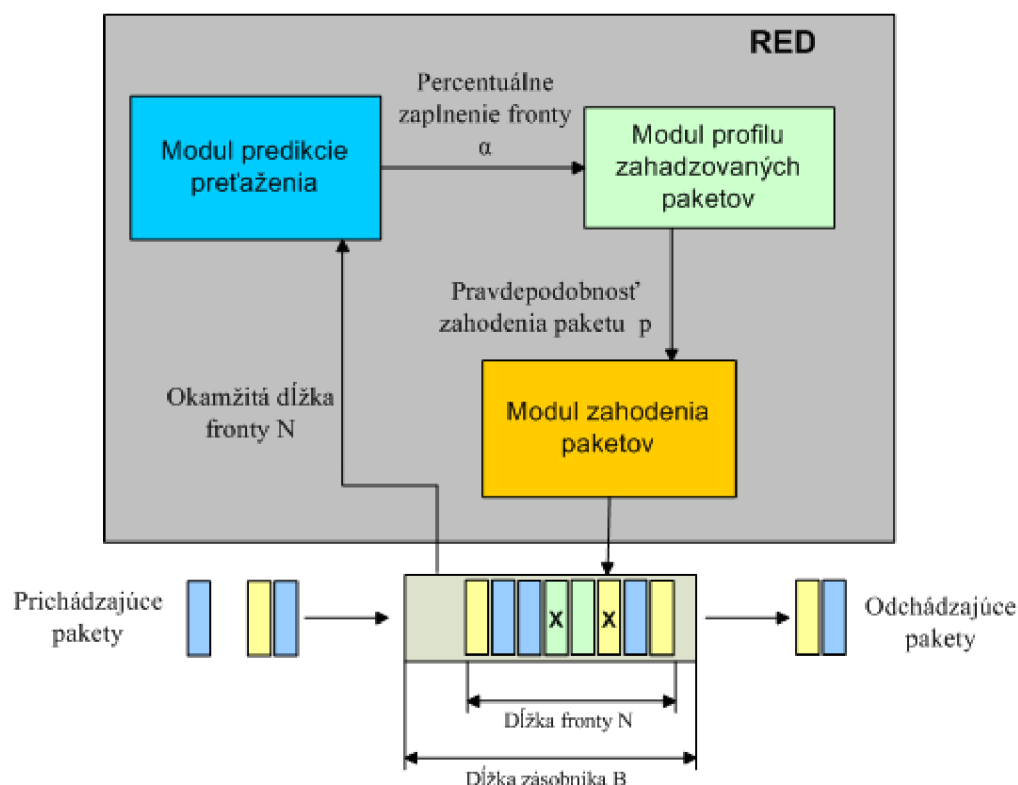 RED
Percentuálne
zaplnenie fronty
α
Modul predikcie
preťaženia
Modul profilu
zahadzovaných
paketov
Pravdepodobnosť
zahodenia paketu p
Okamžitá dĺžka
fronty N
Modul zahodenia
paketov
Prichádzajúce
pakety
X
X
Odchádzajúce
pakety
Dĺžka fronty N
Dĺžka zásobnika B